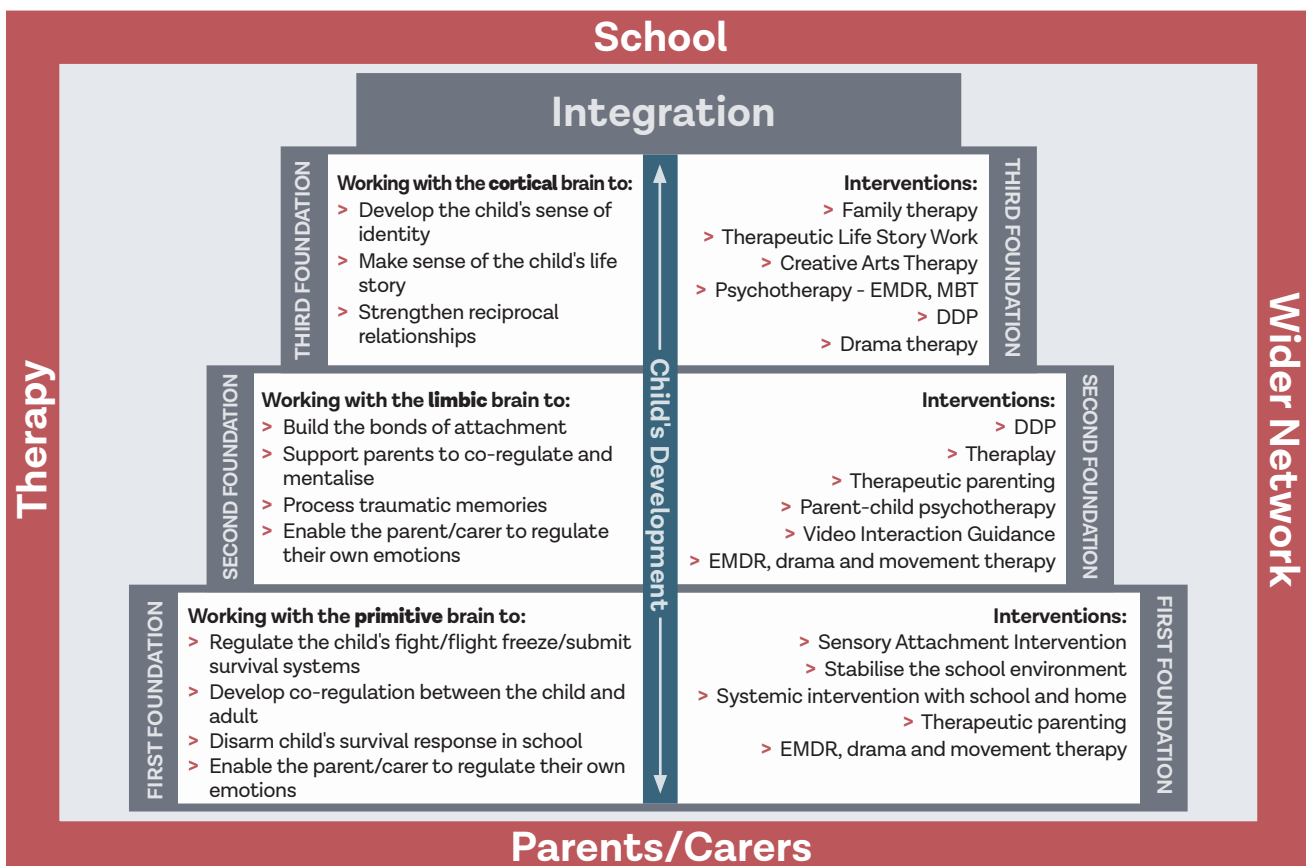 School
Integration
THIRD FOUNDATION
Working with the cortical brain to:
> Develop the child's sense of
identity
> Make sense of the child's life
story
> Strengthen reciprocal
relationships
Interventions:
> Family therapy
> Therapeutic Life Story Work
> Creative Arts Therapy
> Psychotherapy - EMDR, MBT
> DDP
> Drama therapy
THIRD FOUNDATION
SECOND FOUNDATION
Working with the limbic brain to:
> Build the bonds of attachment
> Support parents to co-regulate and
mentalise
> Process traumatic memories
> Enable the parent/carer to regulate
their own emotions
Interventions:
> DDP
> Theraplay
> Therapeutic parenting
> Parent-child psychotherapy
> Video Interaction Guidance
> EMDR, drama and movement therapy
SECOND FOUNDATION
FIRST FOUNDATION
Working with the primitive brain to:
> Regulate the child's fight/flight freeze/submit
survival systems
> Develop co-regulation between the child and
adult
> Disarm child's survival response in school
> Enable the parent/carer to regulate their own
emotions
Interventions:
> Sensory Attachment Intervention
> Stabilise the school environment
> Systemic intervention with school and home
> Therapeutic parenting
> EMDR, drama and movement therapy
FIRST FOUNDATION
Child's Development
Therapy
Wider Network
Parents/Carers